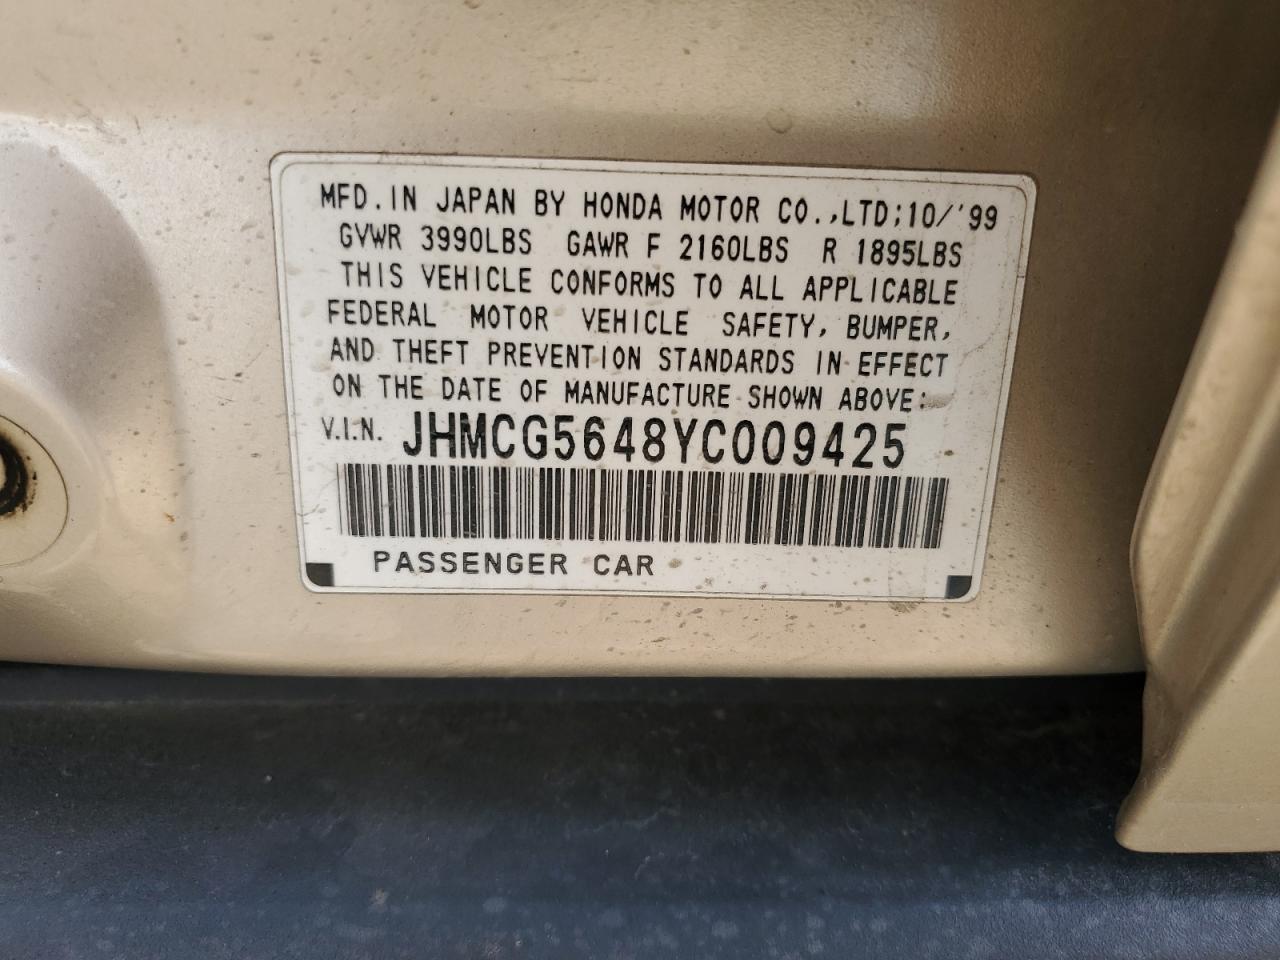 MFD. IN JAPAN BY HONDA MOTOR CO., LTD; 10/'99
GVWR 3990LBS GAWR F 2160LBS R 1895LBS
THIS VEHICLE CONFORMS TO ALL APPLICABLE
FEDERAL MOTOR VEHICLE SAFETY, BUMPER,
AND THEFT PREVENTION STANDARDS IN EFFECT
ON THE DATE OF MANUFACTURE SHOWN ABOVE:
V.I.N. JHMCG5648YC009425
PASSENGER CAR